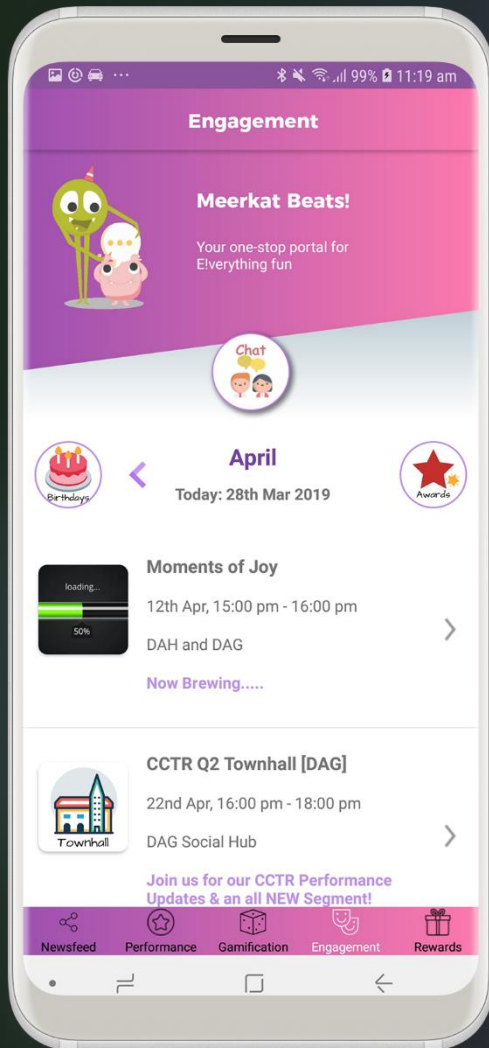 99% 11:19 am
Engagement
Meerkat Beats!
Your one-stop portal for
E!verything fun
Chat
Birthdays
April
Today: 28th Mar 2019
Awards
loading...
50%
Moments of Joy
12th Apr, 15:00 pm - 16:00 pm
DAH and DAG
Now Brewing.....
Townhall
CCTR Q2 Townhall [DAG]
22nd Apr, 16:00 pm - 18:00 pm
DAG Social Hub
Join us for our CCTR Performance
Updates & an all NEW Segment!
Newsfeed Performance Gamification Engagement Rewards